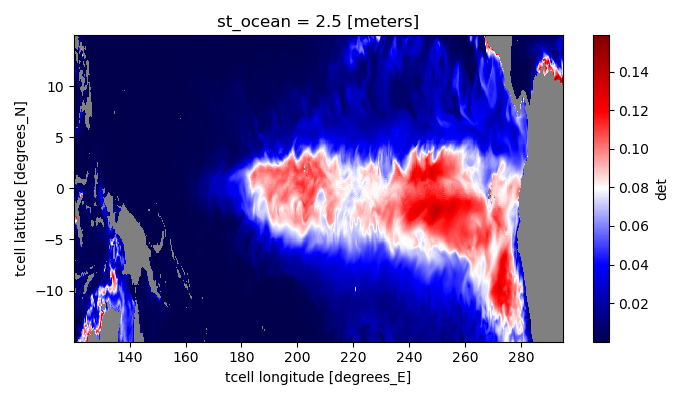 st_ocean = 2.5 [meters]
10
5
0
−5
−10
tcell latitude [degrees_N]
140 160 180 200 220 240 260 280
tcell longitude [degrees_E]
0.14
0.12
0.10
0.08
0.06
0.04
0.02
det